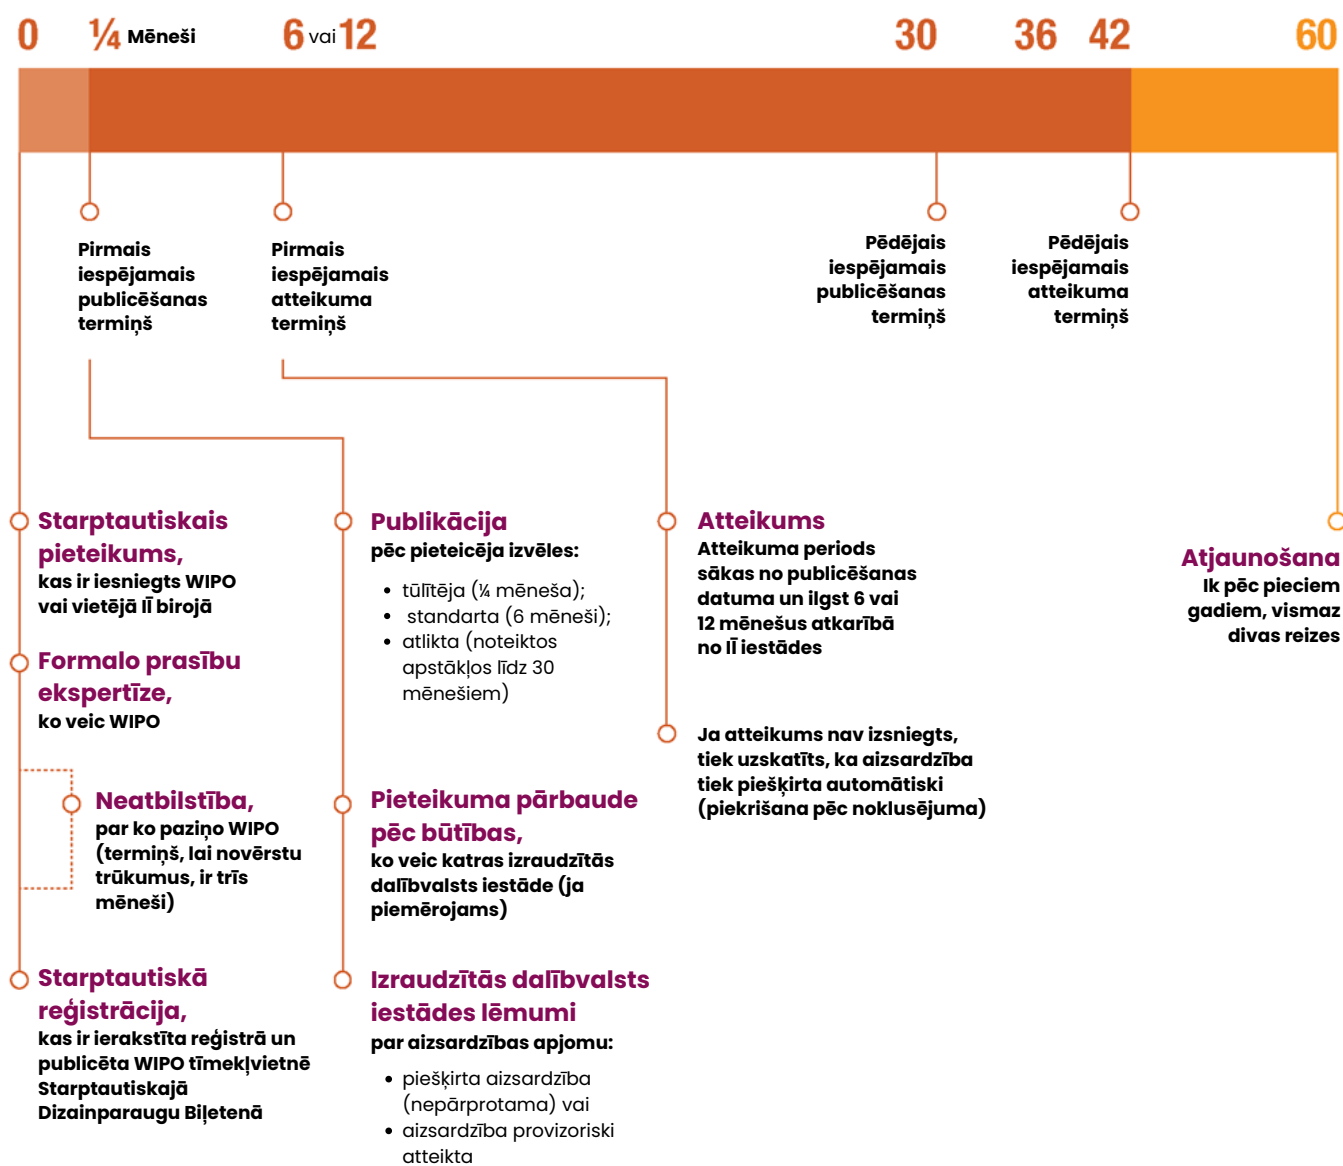 0 ¼ Mēneši 6 vai 12 30 36 42 60
Pirmais
iespējamais
publicēšanas
termiņš
Pirmais
iespējamais
atteikuma
termiņš
Pēdējais
iespējamais
publicēšanas
termiņš
Pēdējais
iespējamais
atteikuma
termiņš
Starptautiskais
pieteikums,
kas ir iesniegts WIPO
vai vietējā IĪ birojā
Formalo prasību
ekspertīze,
ko veic WIPO
Neatbilstība,
par ko paziņo WIPO
(termiņš, lai novērstu
trūkumus, ir trīs
mēneši)
Starptautiskā
reģistrācija,
kas ir ierakstīta reģistrā un
publicēta WIPO tīmekļvietnē
Starptautiskajā
Dizainparaugu Biļetenā
Publikācija
pēc pieteicēja izvēles:
• tūlītēja (¼ mēneša);
• standarta (6 mēneši);
• atlikta (noteiktos
apstākļos līdz 30
mēnešiem)
Pieteikuma pārbaude
pēc būtības,
ko veic katras izraudzītās
dalībvalsts iestāde (ja
piemērojams)
Izraudzītās dalībvalsts
iestādes lēmumi
par aizsardzības apjomu:
• piešķirta aizsardzība
(nepārprotama) vai
• aizsardzība provizoriski
atteikta
Atteikums
Atteikuma periods
sākas no publicēšanas
datuma un ilgst 6 vai
12 mēnešus atkarībā
no IĪ iestādes
Ja atteikums nav izsniegts,
tiek uzskatīts, ka aizsardzība
tiek piešķirta automātiski
(piekrišana pēc noklusējuma)
Atjaunošana
Ik pēc pieciem
gadiem, vismaz
divas reizes